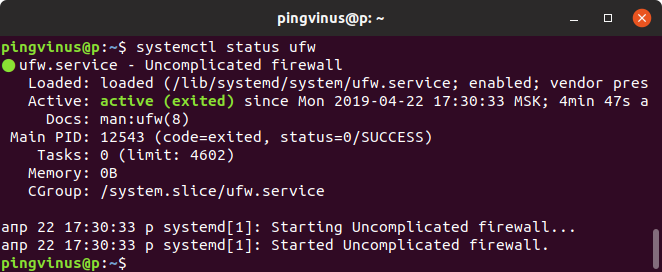 pingvinus@p: ~
pingvinus@p:~$ systemctl status ufw
● ufw.service - Uncomplicated firewall
   Loaded: loaded (/lib/systemd/system/ufw.service; enabled; vendor pres
   Active: active (exited) since Mon 2019-04-22 17:30:33 MSK; 4min 47s a
     Docs: man:ufw(8)
 Main PID: 12543 (code=exited, status=0/SUCCESS)
    Tasks: 0 (limit: 4602)
   Memory: 0B
   CGroup: /system.slice/ufw.service

апр 22 17:30:33 p systemd[1]: Starting Uncomplicated firewall...
апр 22 17:30:33 p systemd[1]: Started Uncomplicated firewall.
pingvinus@p:~$